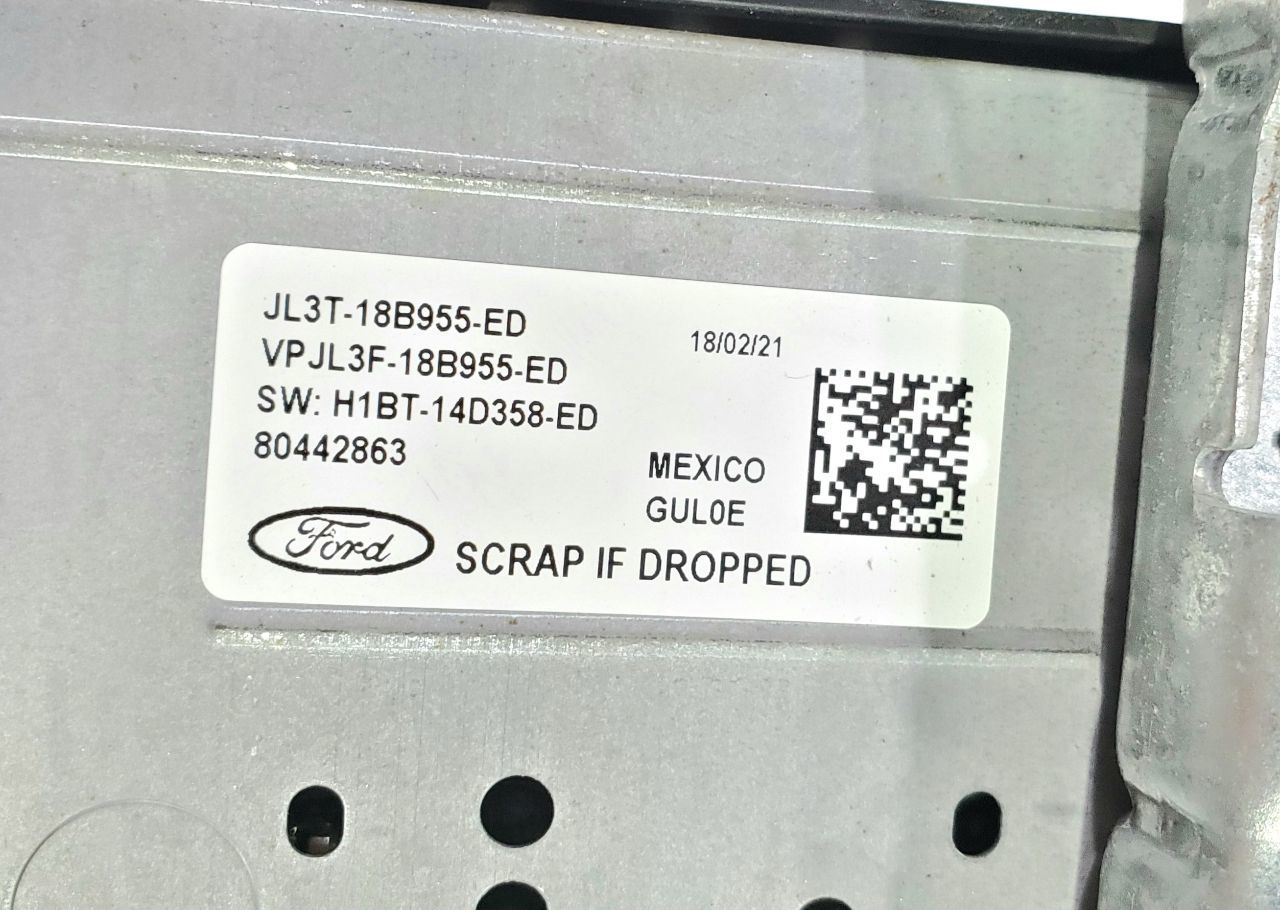 JL3T-18B955-ED
VPJL3F-18B955-ED
SW: H1BT-14D358-ED
80442863
18/02/21
MEXICO
GUL0E
Ford
SCRAP IF DROPPED